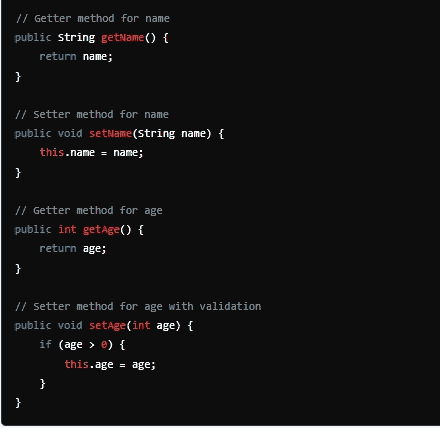 // Getter method for name
public String getName() {
    return name;
}

// Setter method for name
public void setName(String name) {
    this.name = name;
}

// Getter method for age
public int getAge() {
    return age;
}

// Setter method for age with validation
public void setAge(int age) {
    if (age > 0) {
        this.age = age;
    }
}